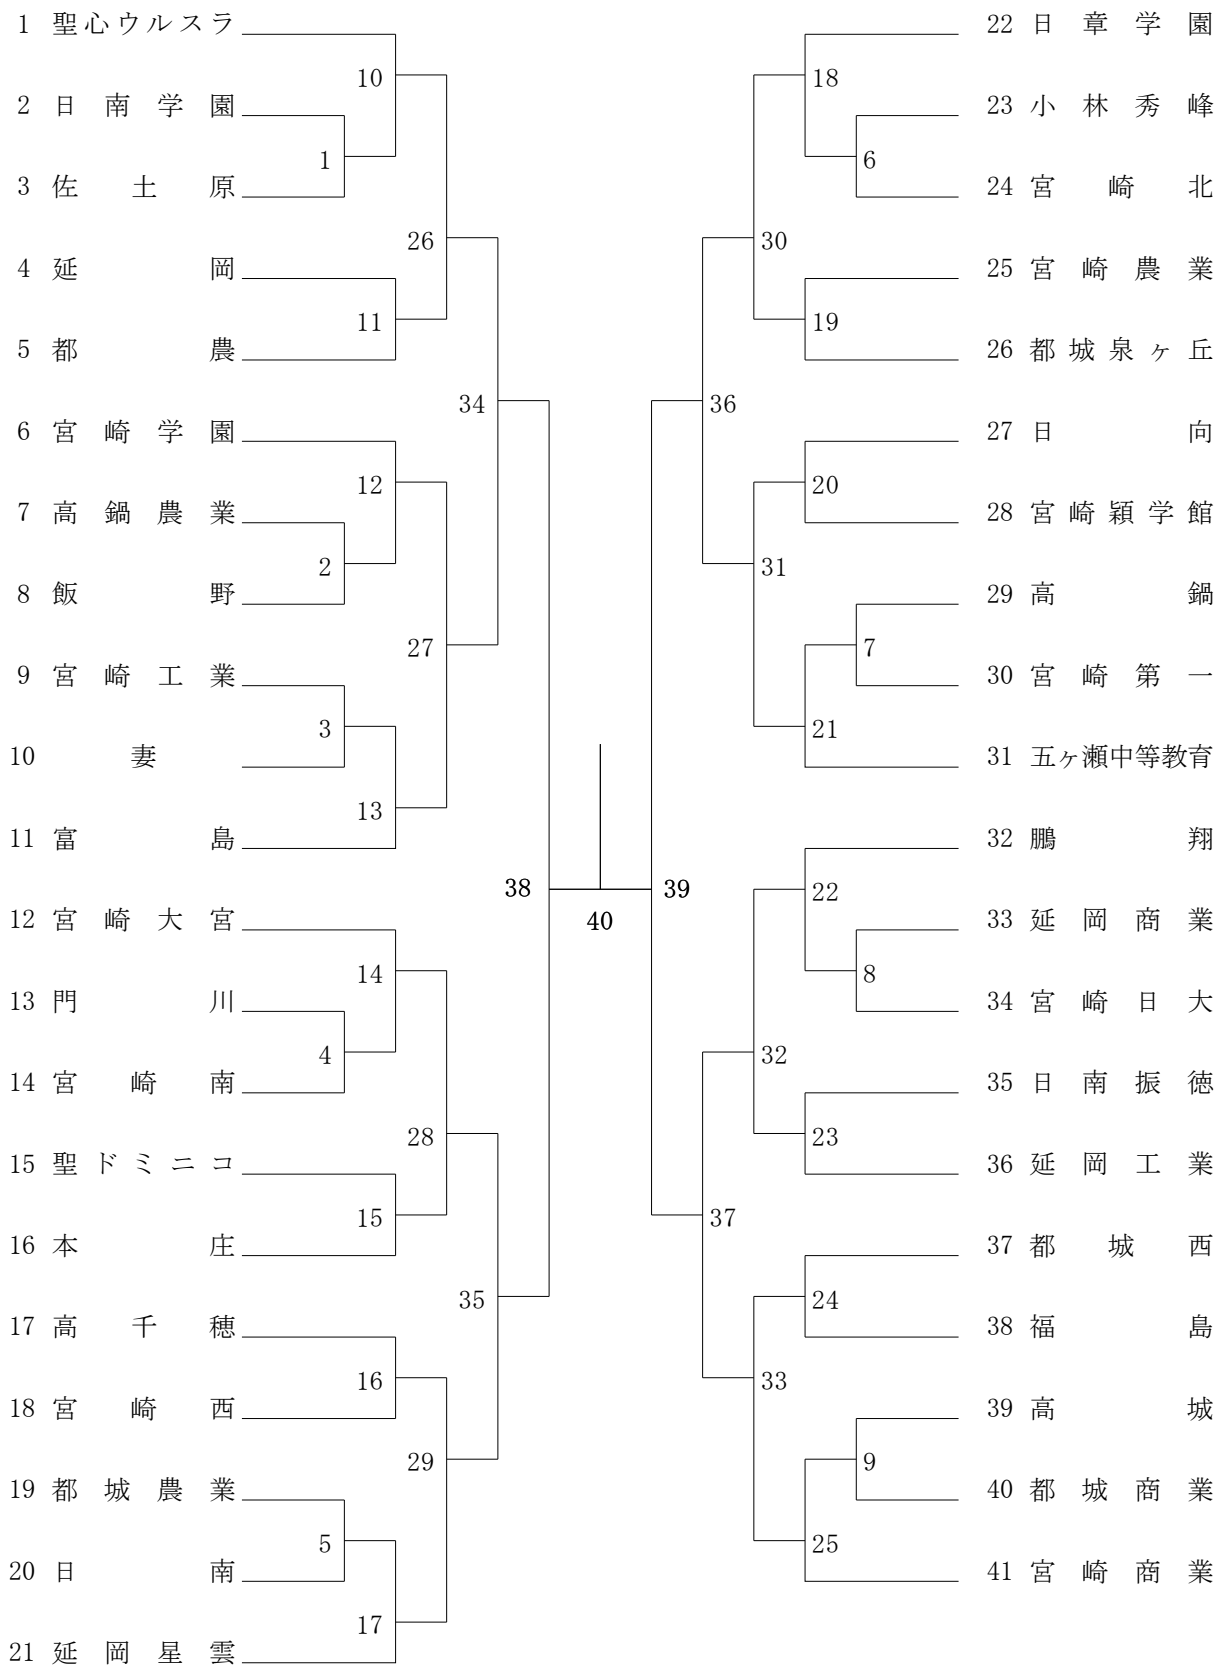 1 聖心ウルスラ
2 日南学園
3 佐土原
4 延岡
5 都農
6 宮崎学園
7 高鍋農業
8 飯野
9 宮崎工業
10 妻
11 富島
12 宮崎大宮
13 門川
14 宮崎南
15 聖ドミニコ
16 本庄
17 高千穂
18 宮崎西
19 都城農業
20 日南
21 延岡星雲
10
1
26
11
34
12
2
27
3
13
38
14
4
28
15
35
16
29
5
17
40
39
18
6
30
19
36
20
31
7
21
22
8
32
23
37
24
33
9
25
22 日章学園
23 小林秀峰
24 宮崎北
25 宮崎農業
26 都城泉ヶ丘
27 日向
28 宮崎穎学館
29 高鍋
30 宮崎第一
31 五ヶ瀬中等教育
32 鵬翔
33 延岡商業
34 宮崎日大
35 日南振徳
36 延岡工業
37 都城西
38 福島
39 高城
40 都城商業
41 宮崎商業